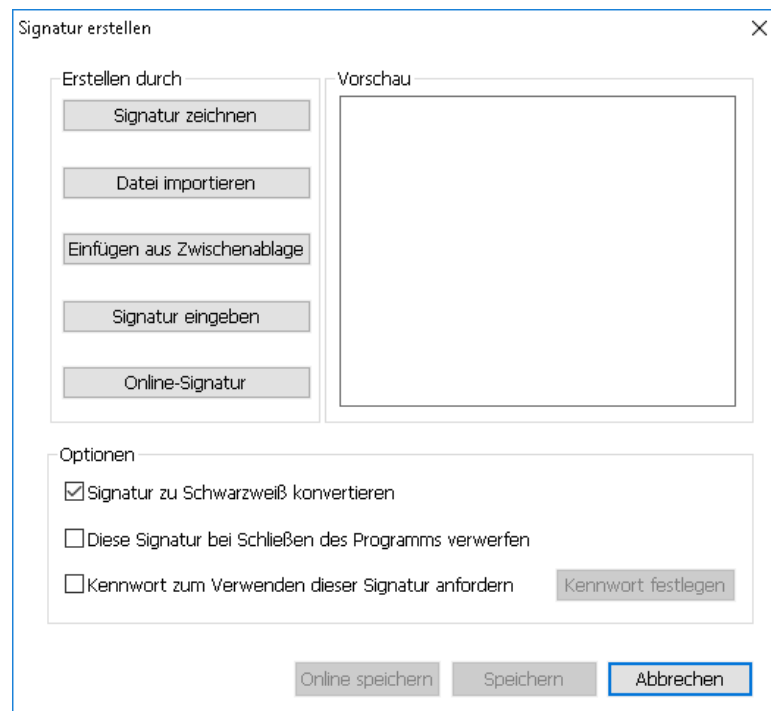 Signatur erstellen
Erstellen durch
Signatur zeichnen
Datei importieren
Einfügen aus Zwischenablage
Signatur eingeben
Online-Signatur
Vorschau
Optionen
Signatur zu Schwarzweiß konvertieren
Diese Signatur bei Schließen des Programms verwerfen
Kennwort zum Verwenden dieser Signatur anfordern
Kennwort festlegen
Online speichern
Speichern
Abbrechen